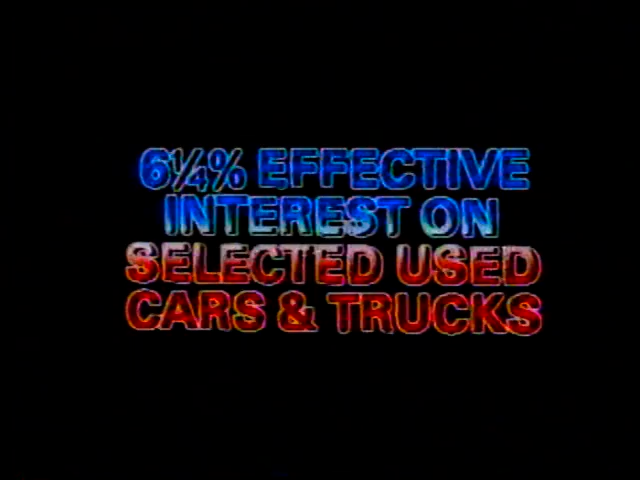 6¼% EFFECTIVE
INTEREST ON
SELECTED USED
CARS & TRUCKS